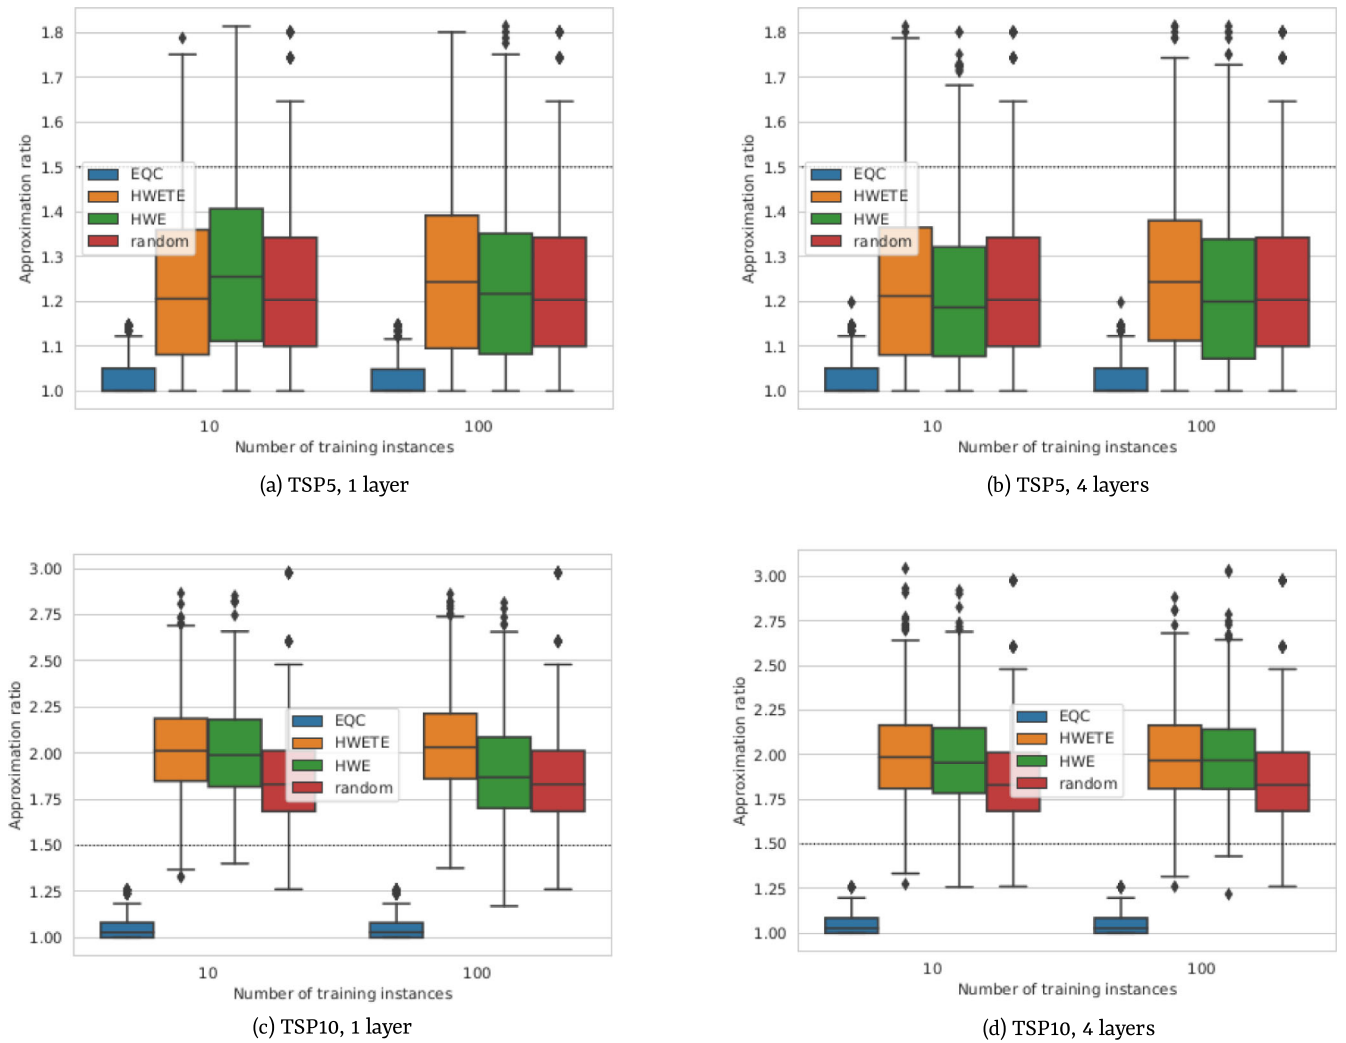 Approximation ratio
1.8
1.7
1.6
1.5
1.4
1.3
1.2
1.1
1.0
EQC
HWETE
HWE
random
10
100
Number of training instances
(a) TSP5, 1 layer
Approximation ratio
1.8
1.7
1.6
1.5
1.4
1.3
1.2
1.1
1.0
EQC
HWETE
HWE
random
10
100
Number of training instances
(b) TSP5, 4 layers
Approximation ratio
3.00
2.75
2.50
2.25
2.00
1.75
1.50
1.25
1.00
EQC
HWETE
HWE
random
10
100
Number of training instances
(c) TSP10, 1 layer
Approximation ratio
3.00
2.75
2.50
2.25
2.00
1.75
1.50
1.25
1.00
EQC
HWETE
HWE
random
10
100
Number of training instances
(d) TSP10, 4 layers